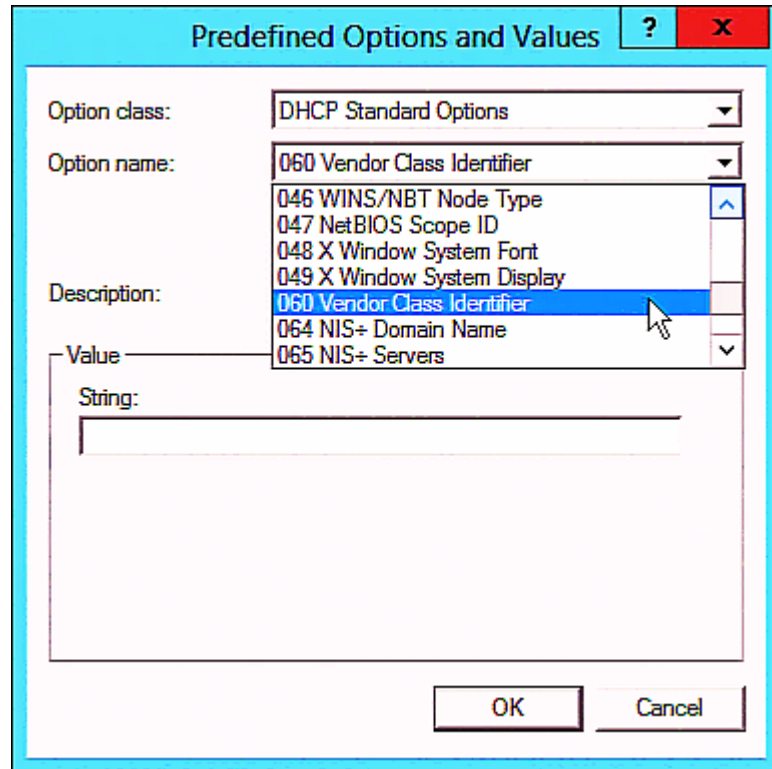 Predefined Options and Values ? x
Option class: DHCP Standard Options
Option name: 060 Vendor Class Identifier
046 WINS/NBT Node Type
047 NetBIOS Scope ID
048 X Window System Font
049 X Window System Display
060 Vendor Class Identifier
064 NIS+ Domain Name
065 NIS+ Servers
Description:
Value
String:
OK Cancel